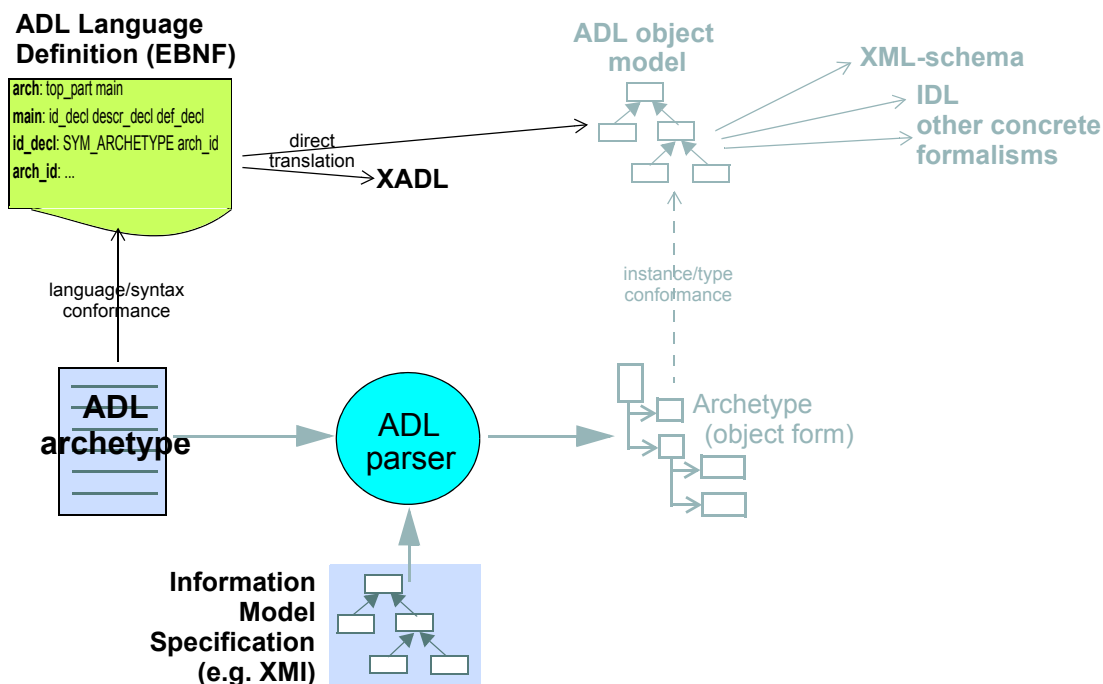 ADL Language
Definition (EBNF)
arch: top_part main
main: id_decl descr_decl def_decl
id_decl: SYM_ARCHETYPE arch_id
arch_id: ...
direct
translation
XADL
ADL object
model
XML-schema
IDL
other concrete
formalisms
language/syntax
conformance
instance/type
conformance
ADL
archetype
ADL
parser
Archetype
(object form)
Information
Model
Specification
(e.g. XMI)